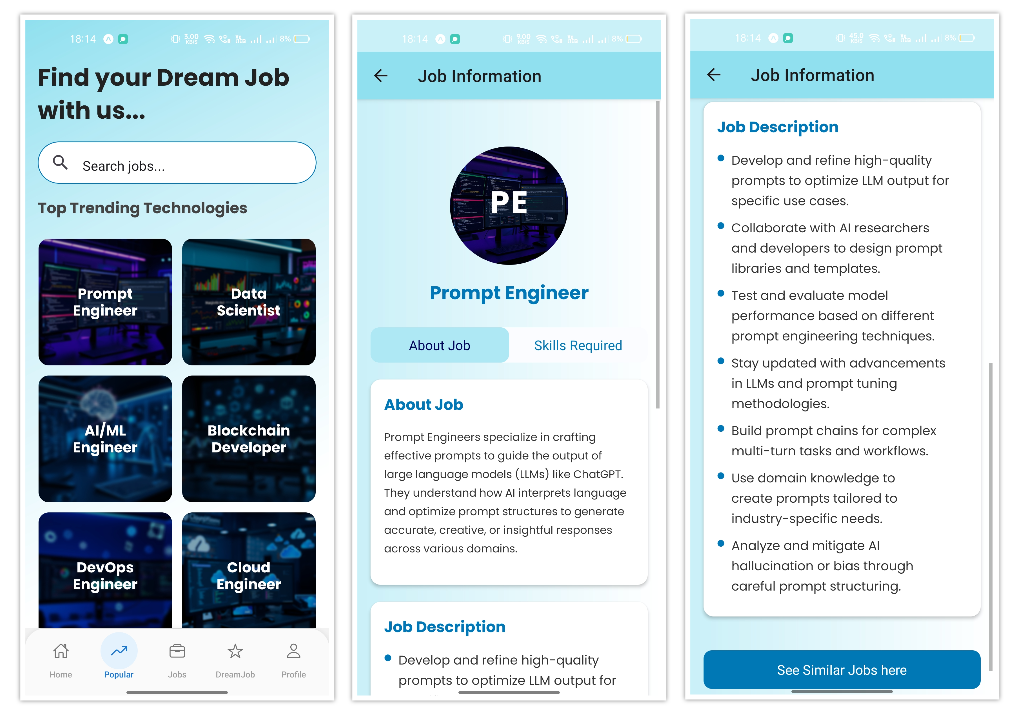 18:14
8%
Find your Dream Job
with us...
Search jobs...
Top Trending Technologies
Prompt
Engineer
Data
Scientist
AI/ML
Engineer
Blockchain
Developer
DevOps
Engineer
Cloud
Engineer
Home
Popular
Jobs
DreamJob
Profile
18:14
8%
Job Information
PE
Prompt Engineer
About Job
Skills Required
About Job
Prompt Engineers specialize in crafting
effective prompts to guide the output of
large language models (LLMs) like ChatGPT.
They understand how AI interprets language
and optimize prompt structures to generate
accurate, creative, or insightful responses
across various domains.
Job Description
Develop and refine high-quality
prompts to optimize LLM output for
18:14
8%
Job Information
Job Description
Develop and refine high-quality
prompts to optimize LLM output for
specific use cases.
Collaborate with AI researchers
and developers to design prompt
libraries and templates.
Test and evaluate model
performance based on different
prompt engineering techniques.
Stay updated with advancements
in LLMs and prompt tuning
methodologies.
Build prompt chains for complex
multi-turn tasks and workflows.
Use domain knowledge to
create prompts tailored to
industry-specific needs.
Analyze and mitigate AI
hallucination or bias through
careful prompt structuring.
See Similar Jobs here